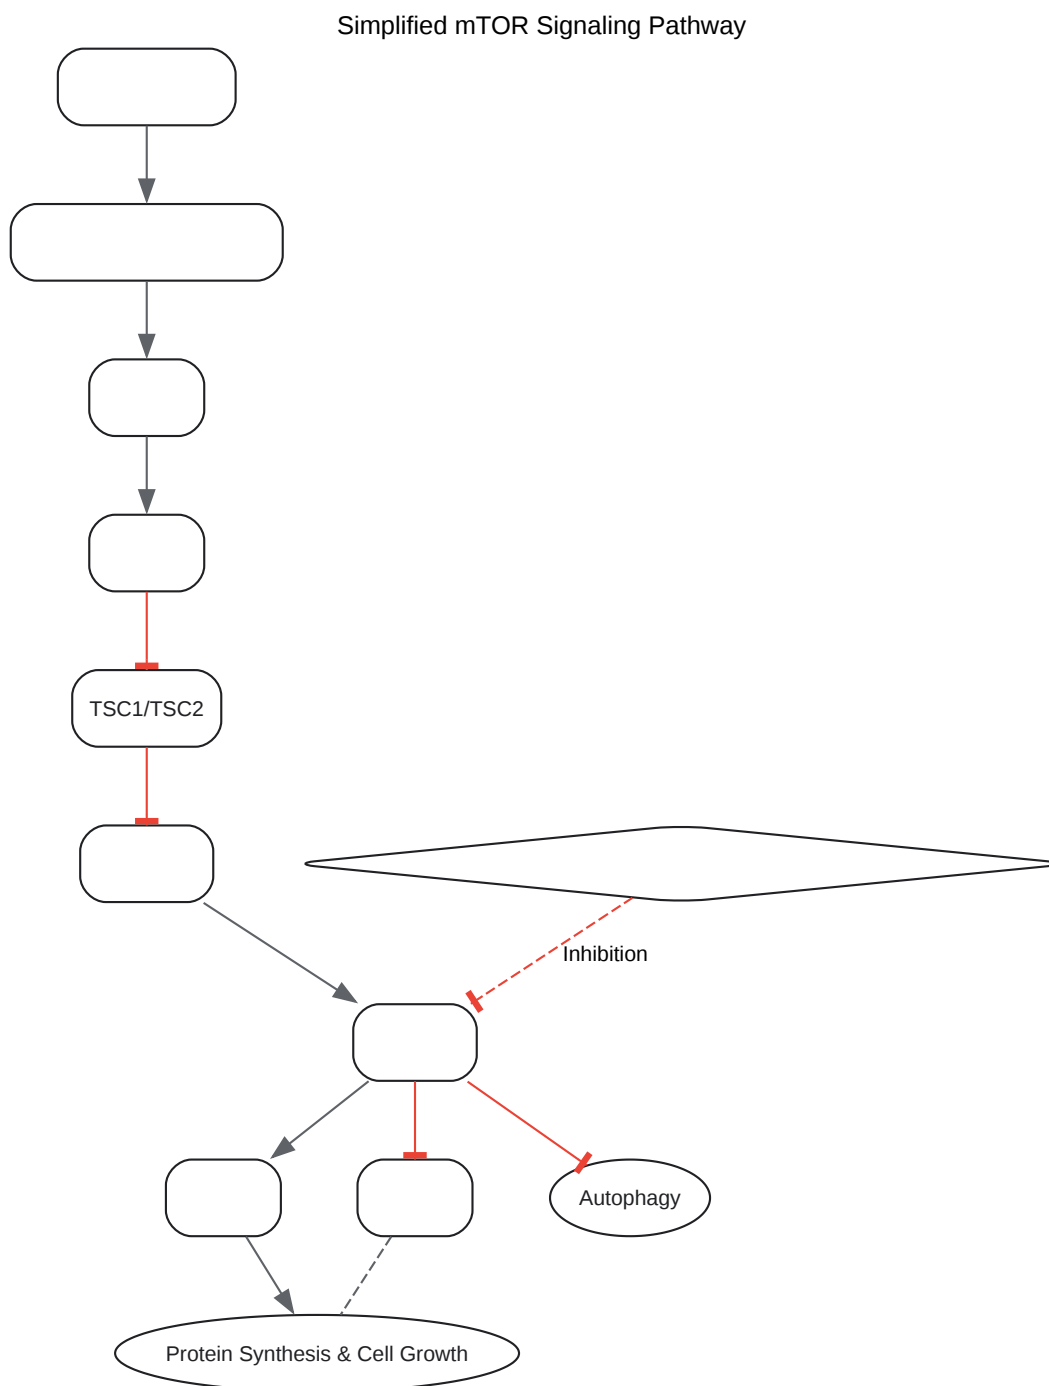 Simplified mTOR Signaling Pathway
TSC1/TSC2
Inhibition
Autophagy
Protein Synthesis & Cell Growth